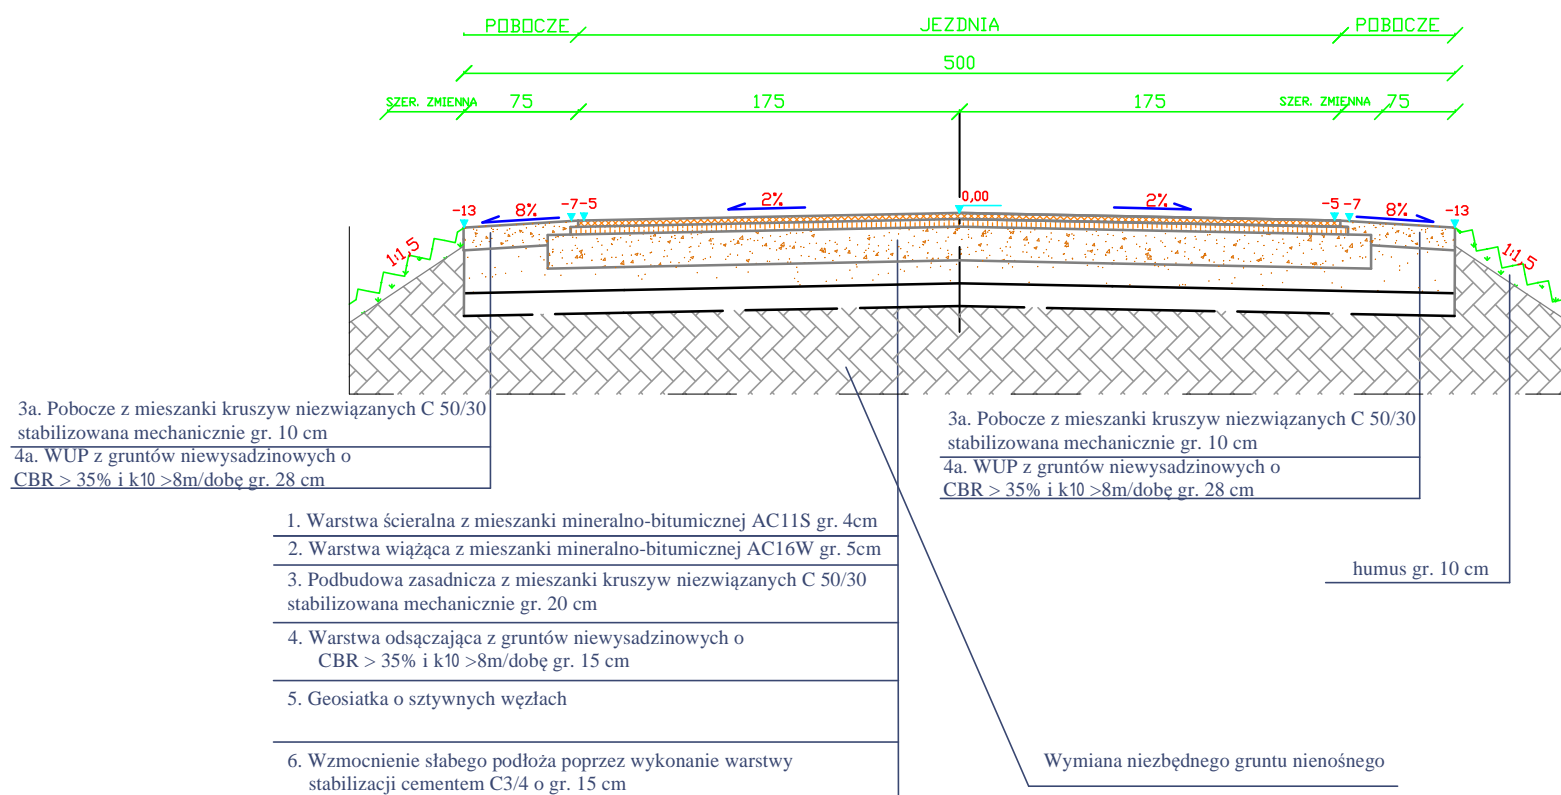 POBOCZE JEZDNIA POBOCZE
500
SZER. ZMIENNA 75 175 175 SZER. ZMIENNA 75
-13 8% -7 -5 2% 0,00 2% -5 -7 8% -13
1:1,5 1:1,5
3a. Pobocze z mieszanki kruszyw niezwiązanych C 50/30
stabilizowana mechanicznie gr. 10 cm
4a. WUP z gruntów niewysadzinowych o
CBR > 35% i k10 >8m/dobę gr. 28 cm
3a. Pobocze z mieszanki kruszyw niezwiązanych C 50/30
stabilizowana mechanicznie gr. 10 cm
4a. WUP z gruntów niewysadzinowych o
CBR > 35% i k10 >8m/dobę gr. 28 cm
1. Warstwa ścieralna z mieszanki mineralno-bitumicznej AC11S gr. 4cm
2. Warstwa wiążąca z mieszanki mineralno-bitumicznej AC16W gr. 5cm
3. Podbudowa zasadnicza z mieszanki kruszyw niezwiązanych C 50/30
stabilizowana mechanicznie gr. 20 cm
4. Warstwa odsączająca z gruntów niewysadzinowych o
CBR > 35% i k10 >8m/dobę gr. 15 cm
5. Geosiatka o sztywnych węzłach
6. Wzmocnienie słabego podłoża poprzez wykonanie warstwy
stabilizacji cementem C3/4 o gr. 15 cm
humus gr. 10 cm
Wymiana niezbędnego gruntu nienośnego